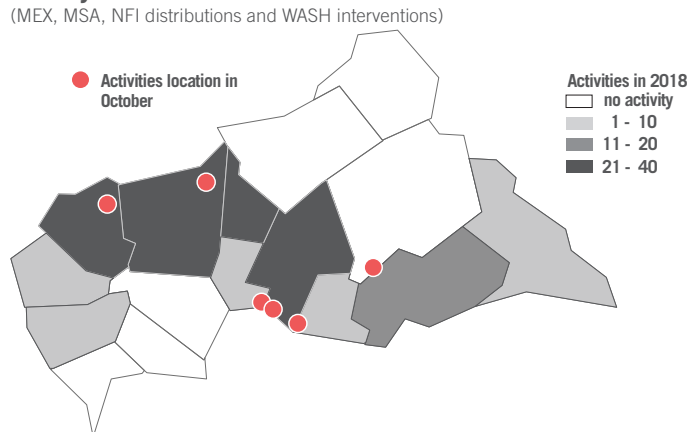 (MEX, MSA, NFI distributions and WASH interventions)
Activities location in
October
Activities in 2018
no activity
1 - 10
11 - 20
21 - 40